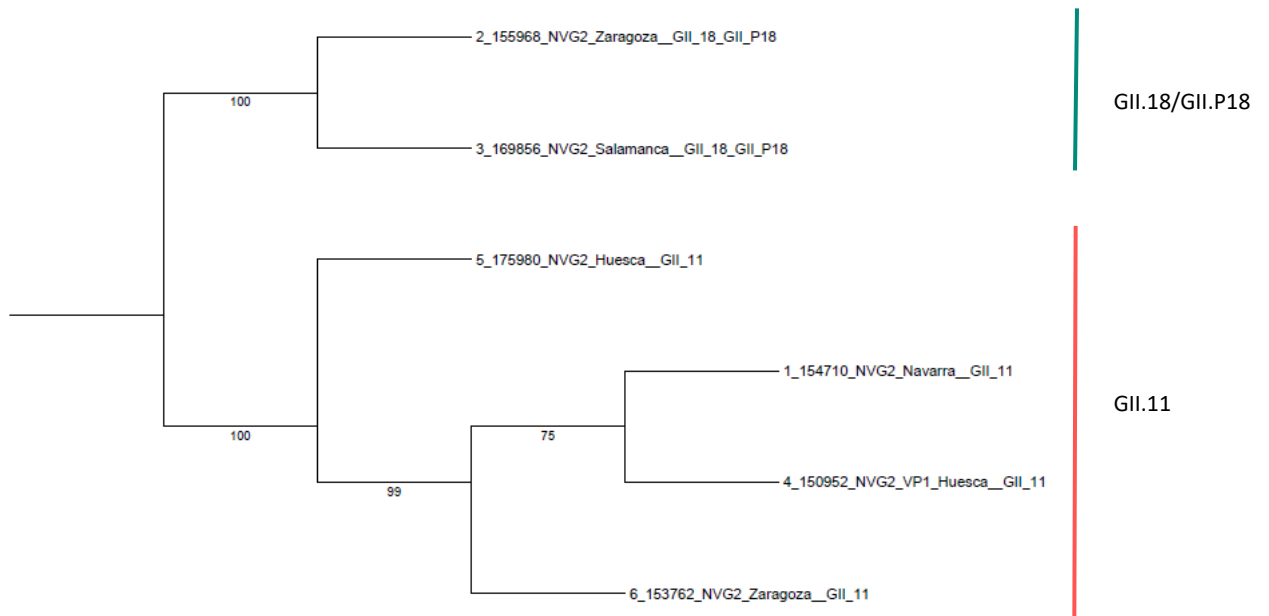 2_155968_NVG2_Zaragoza__GII_18_GII_P18
100
GII.18/GII.P18
3_169856_NVG2_Salamanca__GII_18_GII_P18
5_175980_NVG2_Huesca__GII_11
1_154710_NVG2_Navarra__GII_11
GII.11
100
75
4_150952_NVG2_VP1_Huesca__GII_11
99
6_153762_NVG2_Zaragoza__GII_11